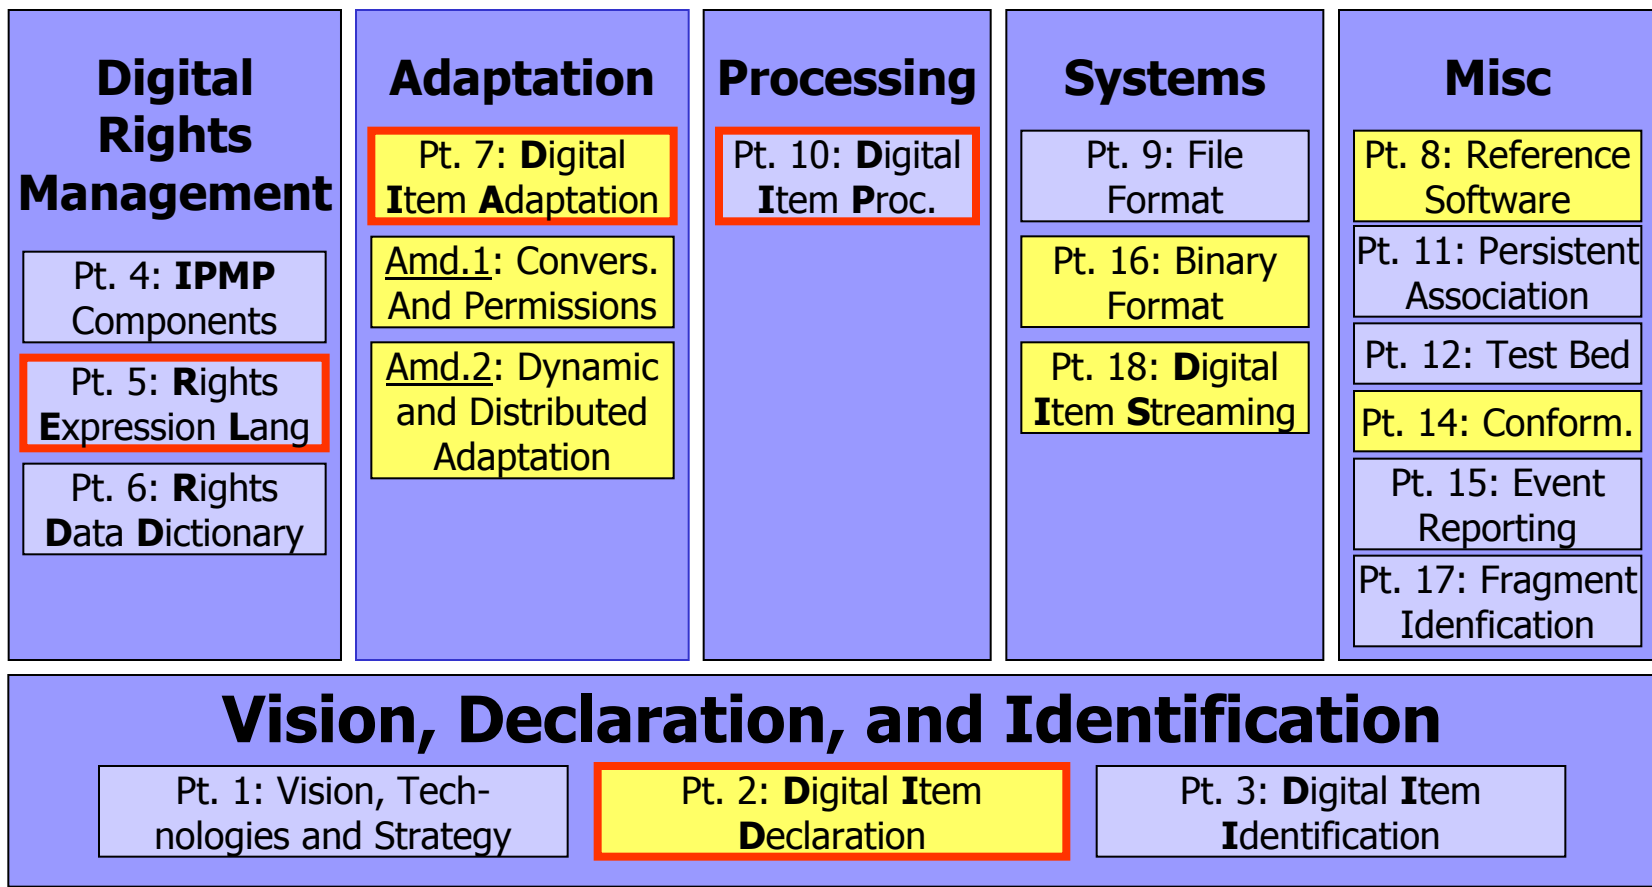 Digital
Rights
Management
Pt. 4: IPMP
Components
Pt. 5: Rights
Expression Lang
Pt. 6: Rights
Data Dictionary
Adaptation
Pt. 7: Digital
Item Adaptation
Amd.1: Convers.
And Permissions
Amd.2: Dynamic
and Distributed
Adaptation
Processing
Pt. 10: Digital
Item Proc.
Systems
Pt. 9: File
Format
Pt. 16: Binary
Format
Pt. 18: Digital
Item Streaming
Misc
Pt. 8: Reference
Software
Pt. 11: Persistent
Association
Pt. 12: Test Bed
Pt. 14: Conform.
Pt. 15: Event
Reporting
Pt. 17: Fragment
Idenfication
Vision, Declaration, and Identification
Pt. 1: Vision, Tech-
nologies and Strategy
Pt. 2: Digital Item
Declaration
Pt. 3: Digital Item
Identification